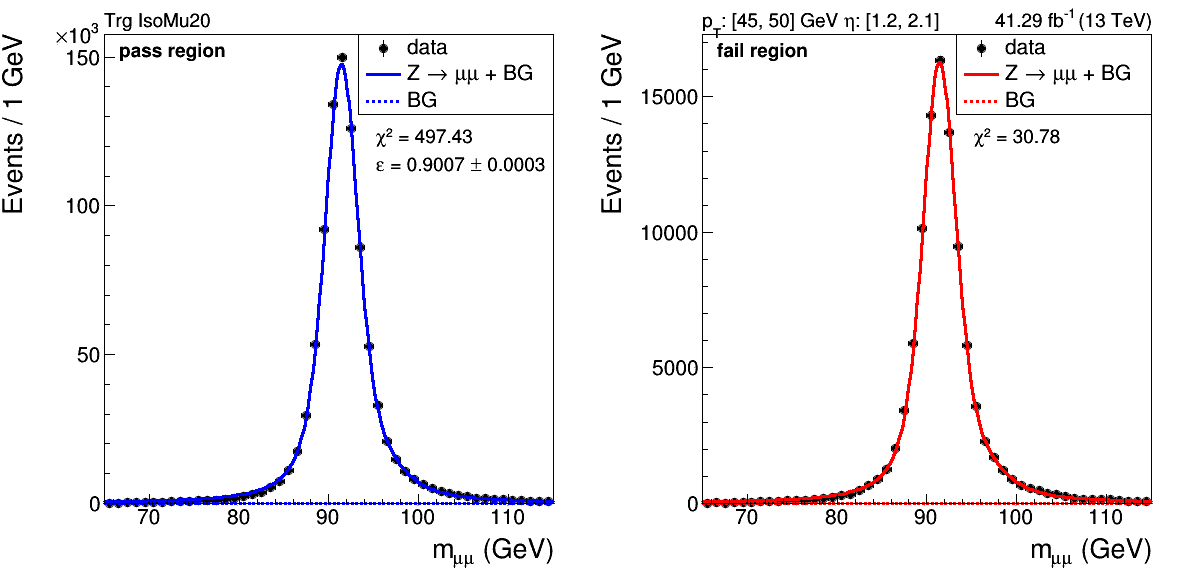 Trg IsoMu20
×10³
pass region
data
Z → μμ + BG
BG
χ² = 497.43
ε = 0.9007 ± 0.0003
Events / 1 GeV
150
100
50
0
70 80 90 100 110
m_μμ (GeV)
p_T: [45, 50] GeV η: [1.2, 2.1] 41.29 fb⁻¹ (13 TeV)
fail region
data
Z → μμ + BG
BG
χ² = 30.78
Events / 1 GeV
15000
10000
5000
0
70 80 90 100 110
m_μμ (GeV)